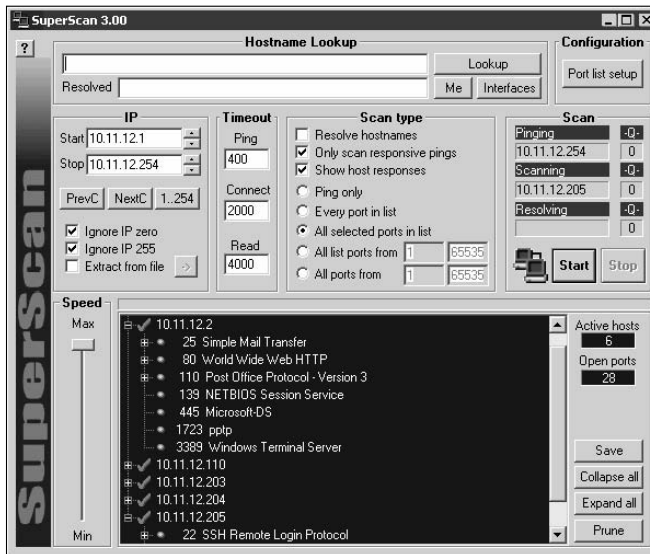 SuperScan 3.00
?
Hostname Lookup
Lookup
Resolved
Me
Interfaces
Configuration
Port list setup
IP
Start 10.11.12.1
Stop 10.11.12.254
PrevC
NextC
1..254
Ignore IP zero
Ignore IP 255
Extract from file
->
Timeout
Ping
400
Connect
2000
Read
4000
Scan type
Resolve hostnames
Only scan responsive pings
Show host responses
Ping only
Every port in list
All selected ports in list
All list ports from 1 65535
All ports from 1 65535
Scan
Pinging -Q-
10.11.12.254 0
Scanning -Q-
10.11.12.205 0
Resolving -Q-
0
Start
Stop
SuperScan
Speed
Max
Min
10.11.12.2
25 Simple Mail Transfer
80 World Wide Web HTTP
110 Post Office Protocol - Version 3
139 NETBIOS Session Service
445 Microsoft-DS
1723 pptp
3389 Windows Terminal Server
10.11.12.110
10.11.12.203
10.11.12.204
10.11.12.205
22 SSH Remote Login Protocol
Active hosts
6
Open ports
28
Save
Collapse all
Expand all
Prune